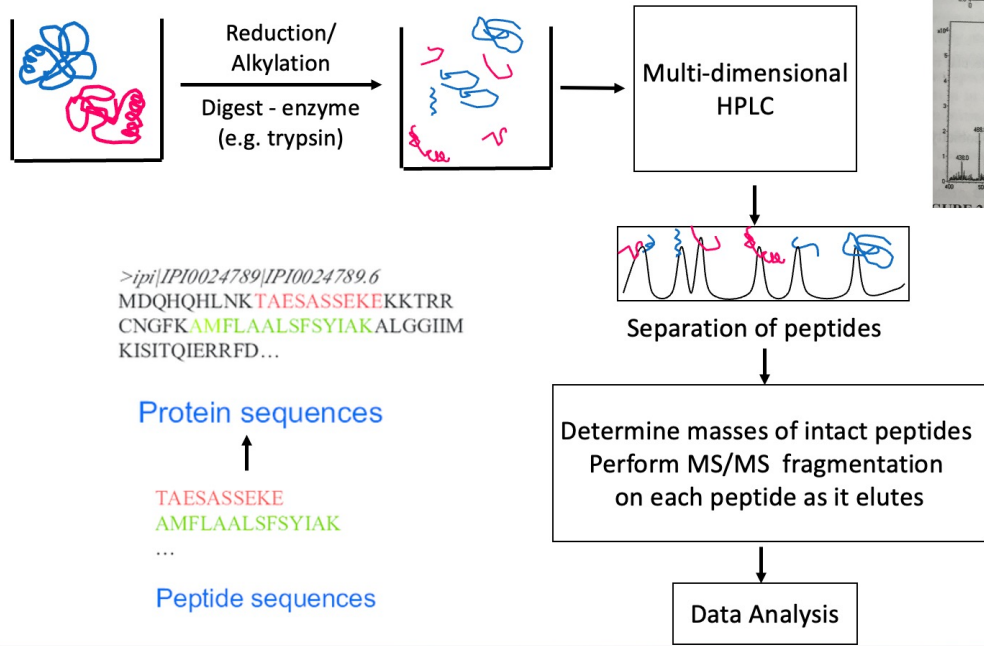 Reduction/
Alkylation
Digest - enzyme
(e.g. trypsin)
Multi-dimensional
HPLC
>ipi|IPI0024789|IPI0024789.6
MDQHQHLNKTAESASSEKEKKTRR
CNGFKAMFLAALSFSYIAKALGGIIM
KISITQIERRFD…
Protein sequences
TAESASSEKE
AMFLAALSFSYIAK
…
Peptide sequences
Separation of peptides
Determine masses of intact peptides
Perform MS/MS fragmentation
on each peptide as it elutes
Data Analysis